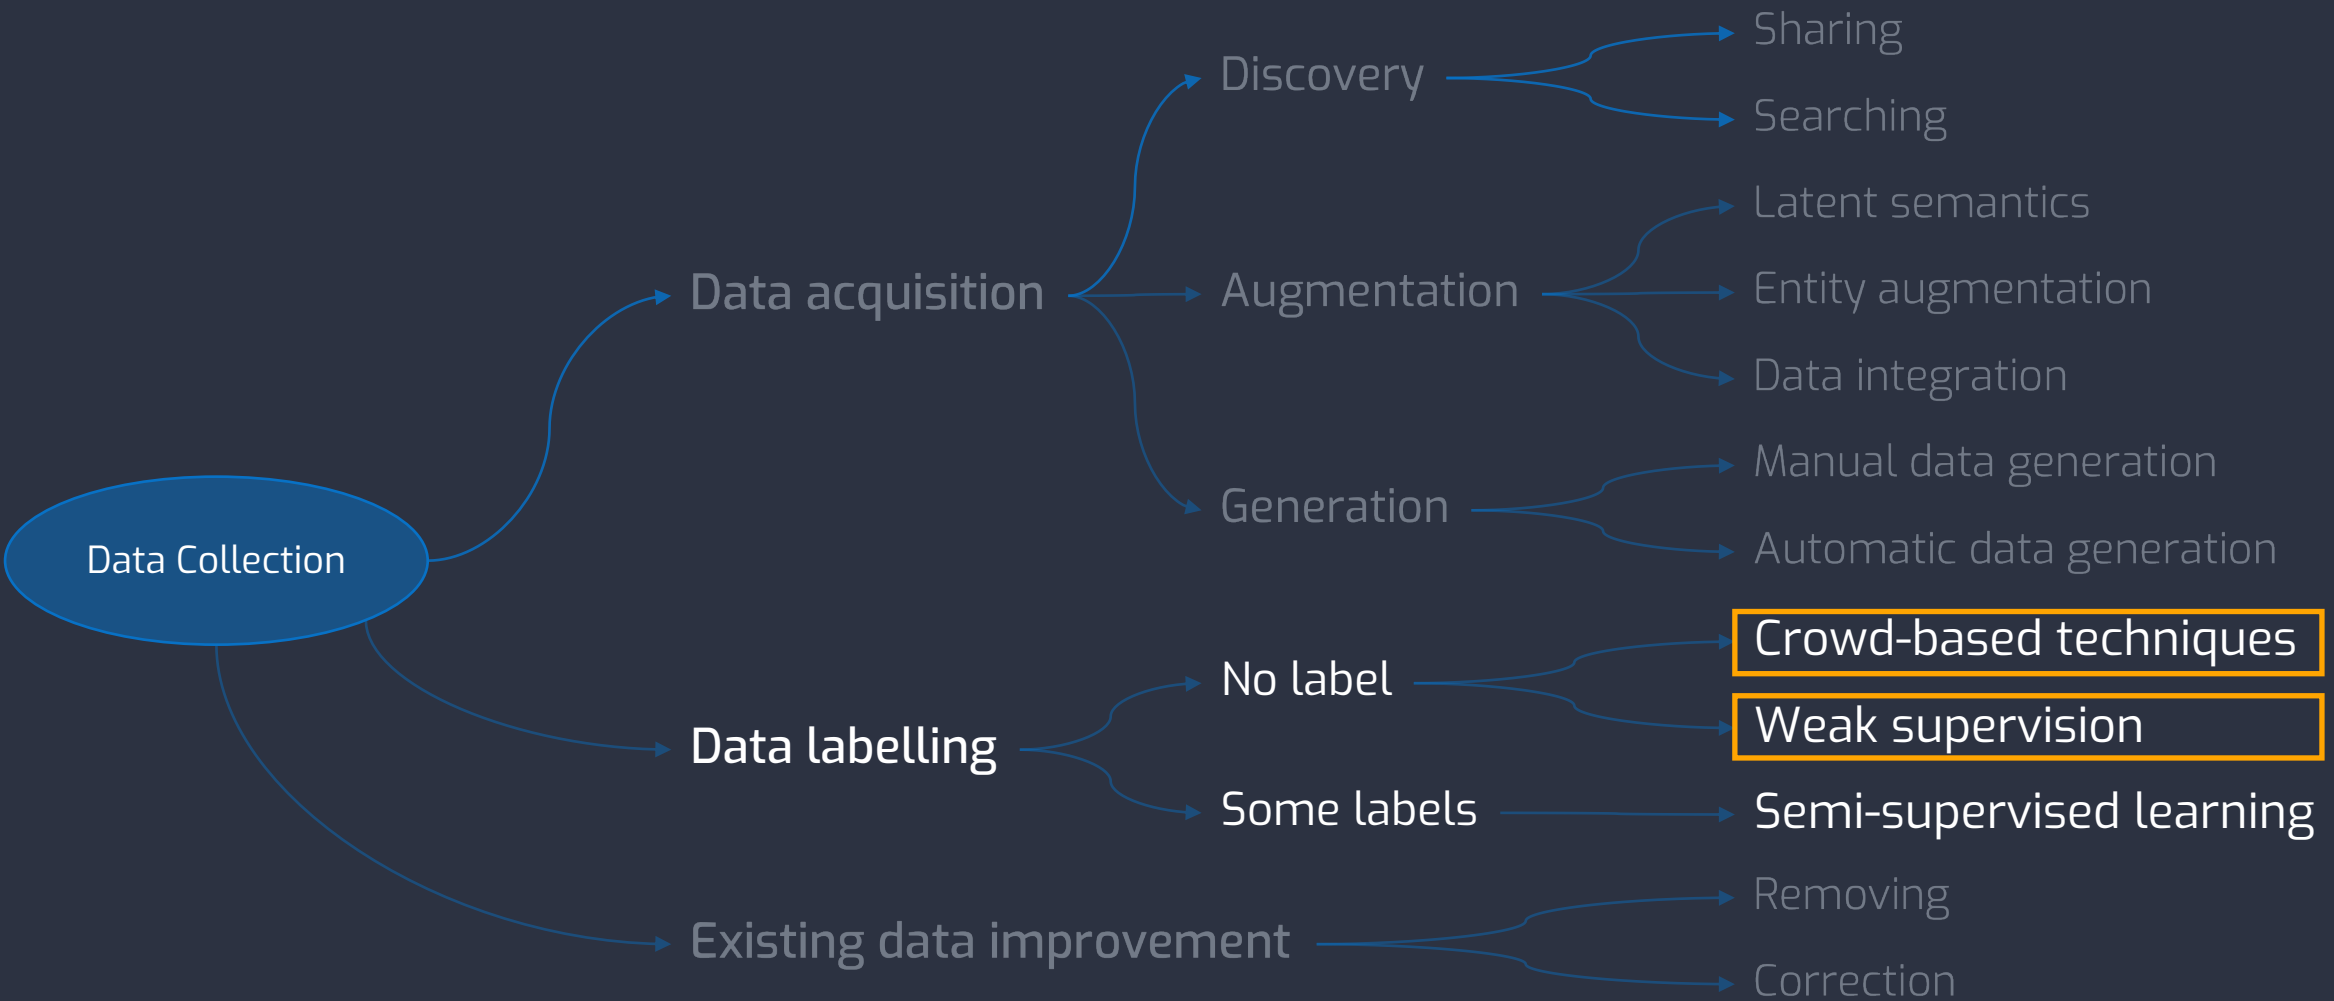 Data Collection
Data acquisition
Discovery
Sharing
Searching
Augmentation
Latent semantics
Entity augmentation
Data integration
Generation
Manual data generation
Automatic data generation
Data labelling
No label
Crowd-based techniques
Weak supervision
Some labels
Semi-supervised learning
Existing data improvement
Removing
Correction